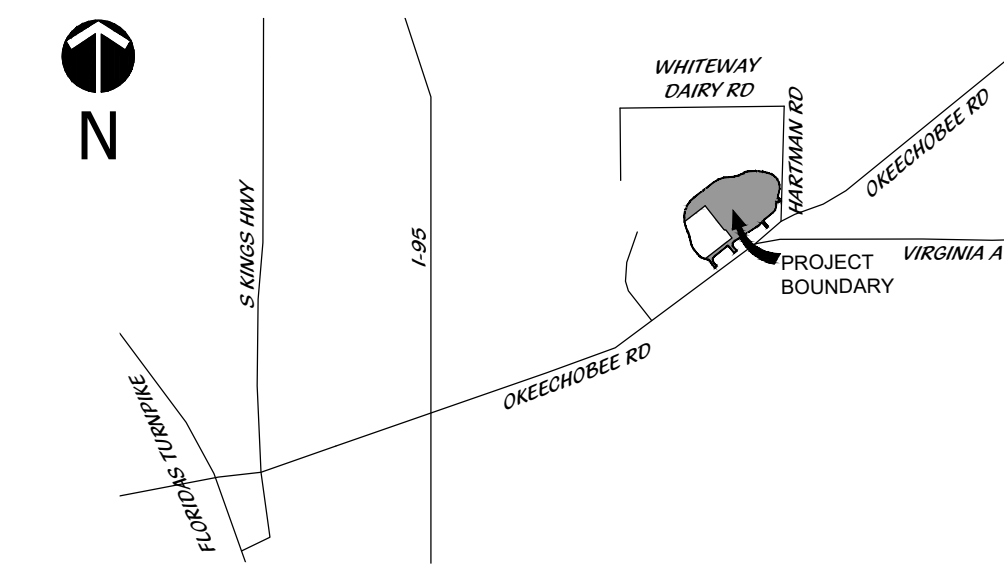 N
WHITEWAY
DAIRY RD
HARTMAN RD
OKEECHOBEE RD
S KINGS HWY
I-95
VIRGINIA A
PROJECT
BOUNDARY
OKEECHOBEE RD
FLORIDAS TURNPIKE